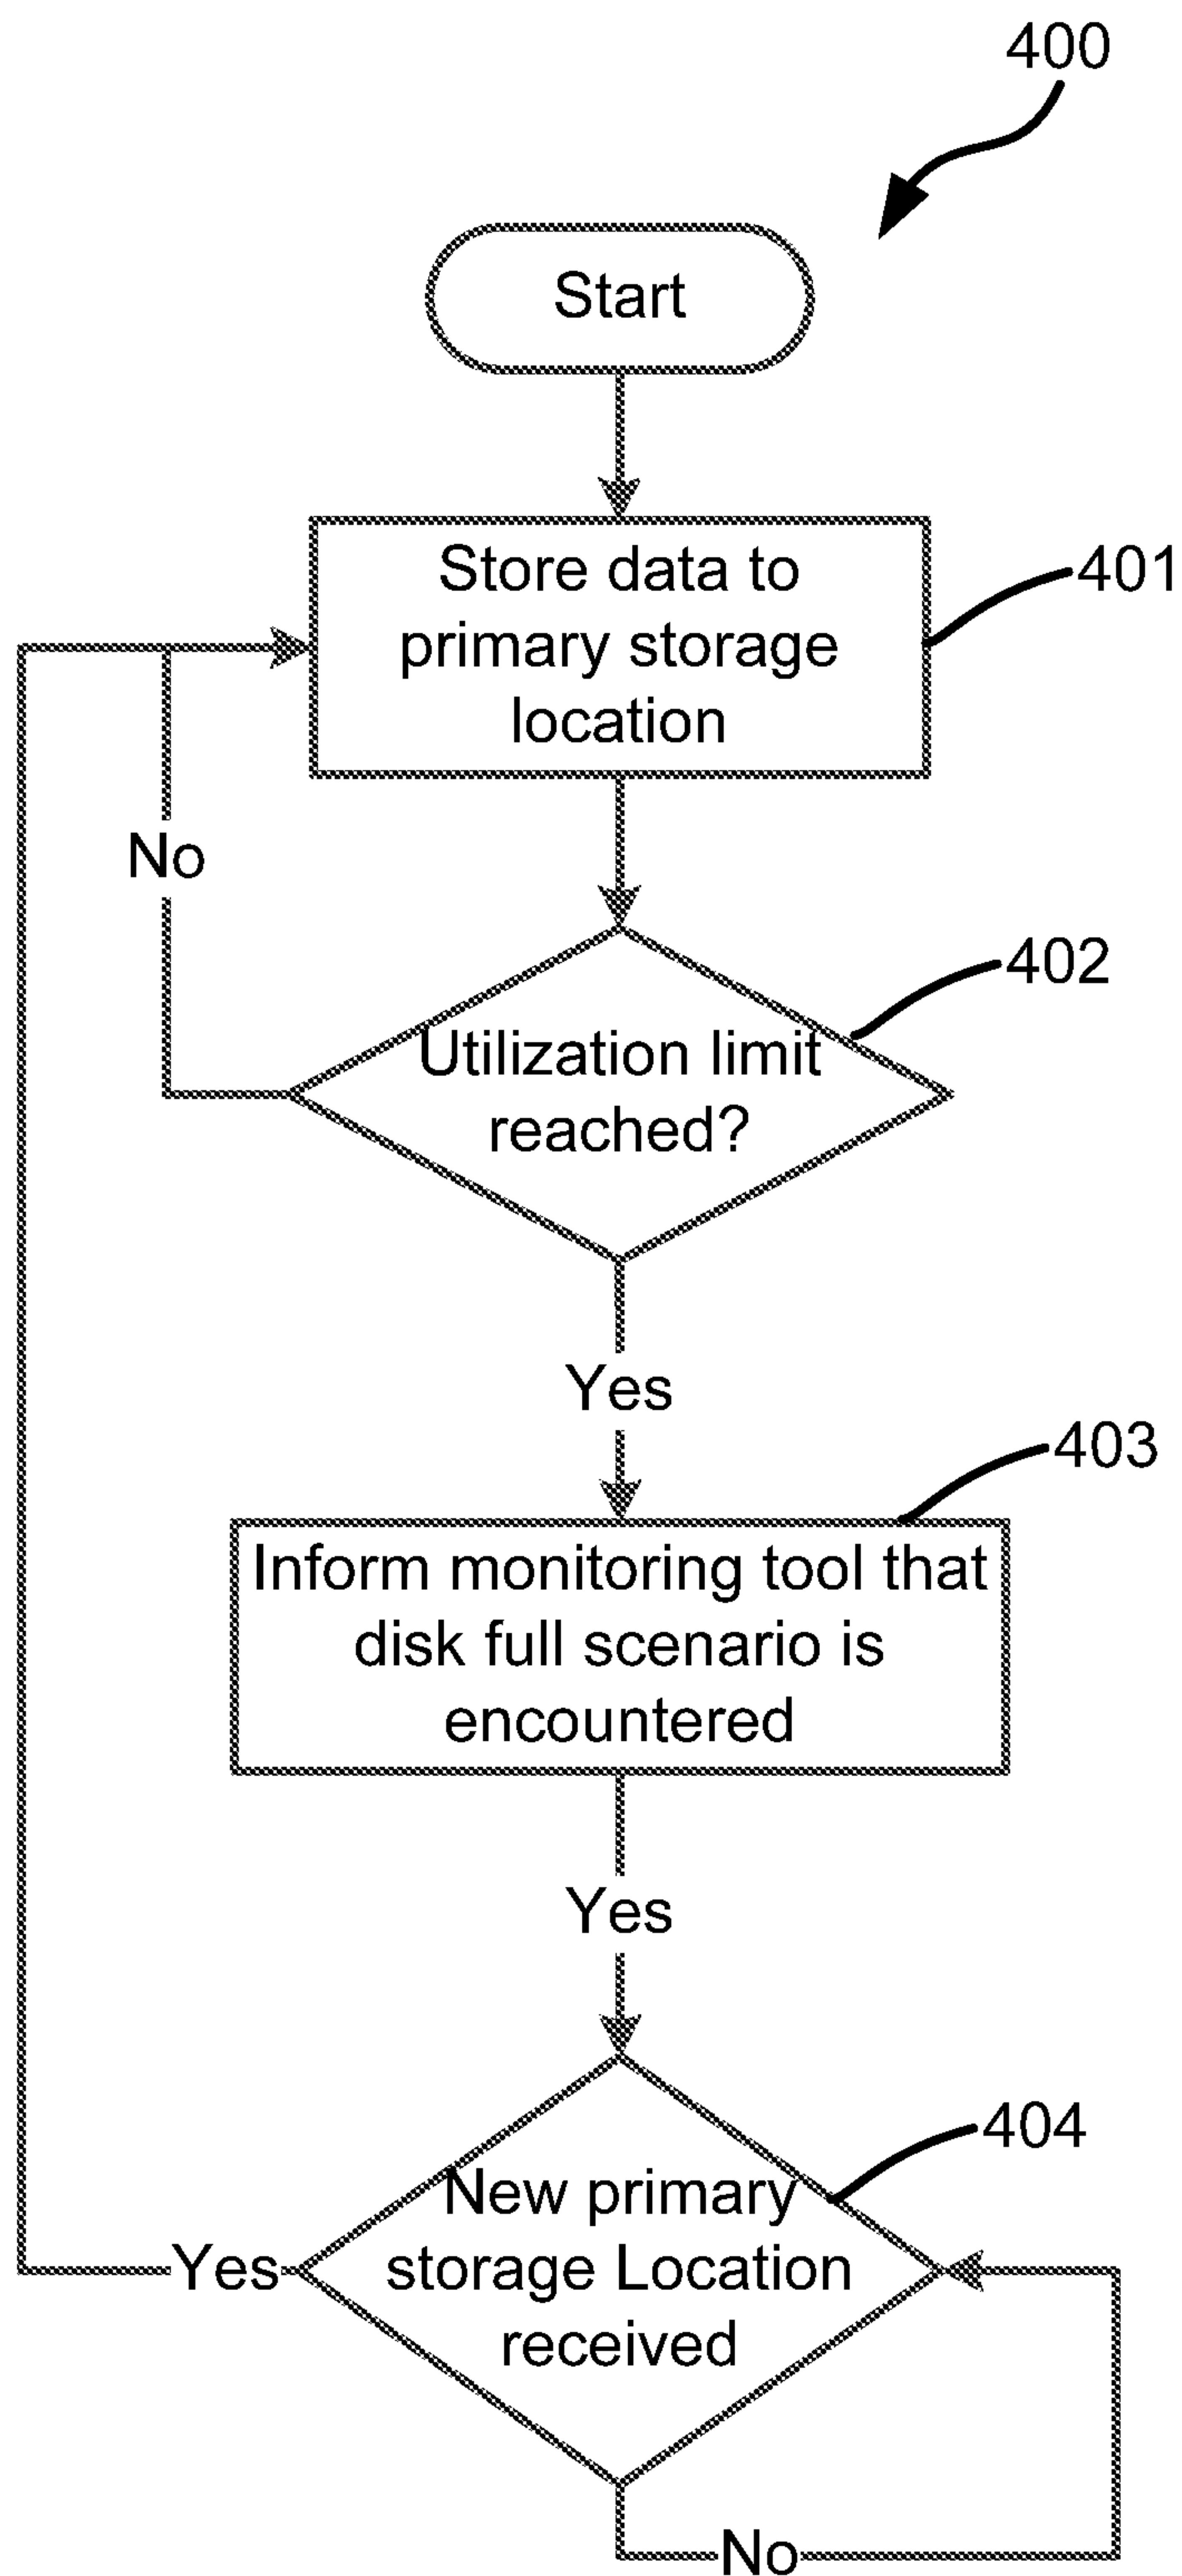 400
Start
Store data to
primary storage
location
401
No
402
Utilization limit
reached?
Yes
403
Inform monitoring tool that
disk full scenario is
encountered
Yes
404
New primary
storage Location
received
Yes
No